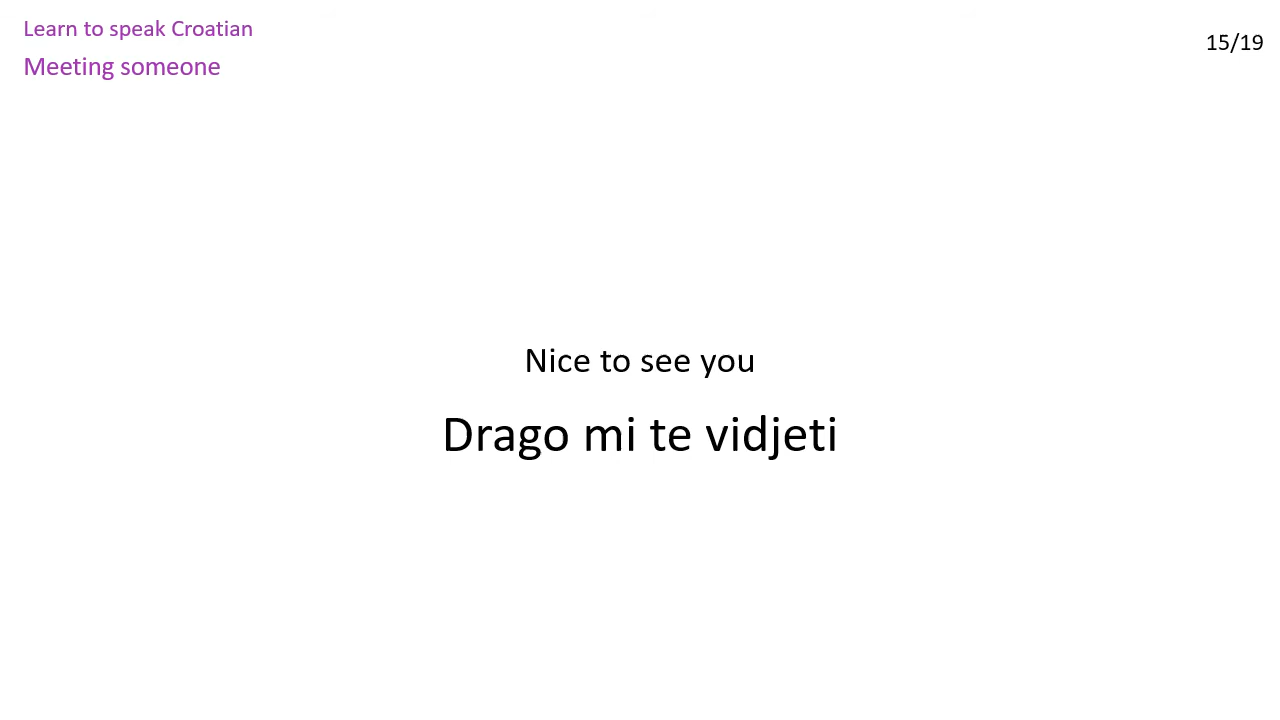 Learn to speak Croatian
Meeting someone
15/19
Nice to see you
Drago mi te vidjeti